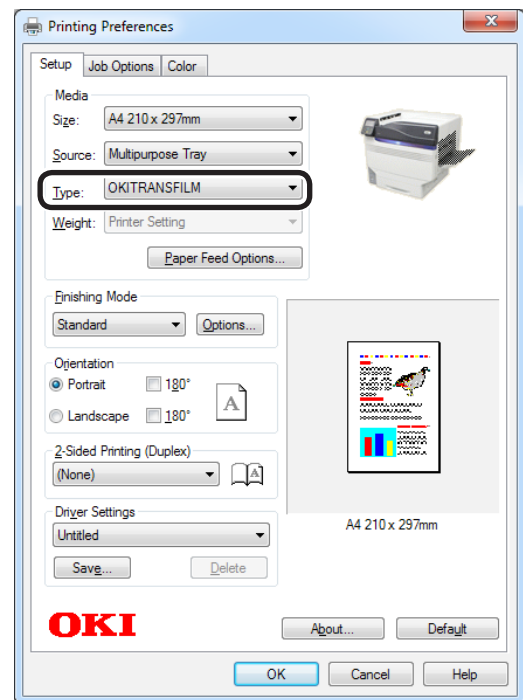 Printing Preferences
Setup Job Options Color
Media
Size: A4 210 x 297mm
Source: Multipurpose Tray
Type: OKITRANSFILM
Weight: Printer Setting
Paper Feed Options...
Finishing Mode
Standard Options...
Orientation
Portrait 180°
A
Landscape 180°
2-Sided Printing (Duplex)
(None) A
Driver Settings
Untitled
Save... Delete
A4 210 x 297mm
OKI
About... Default
OK Cancel Help